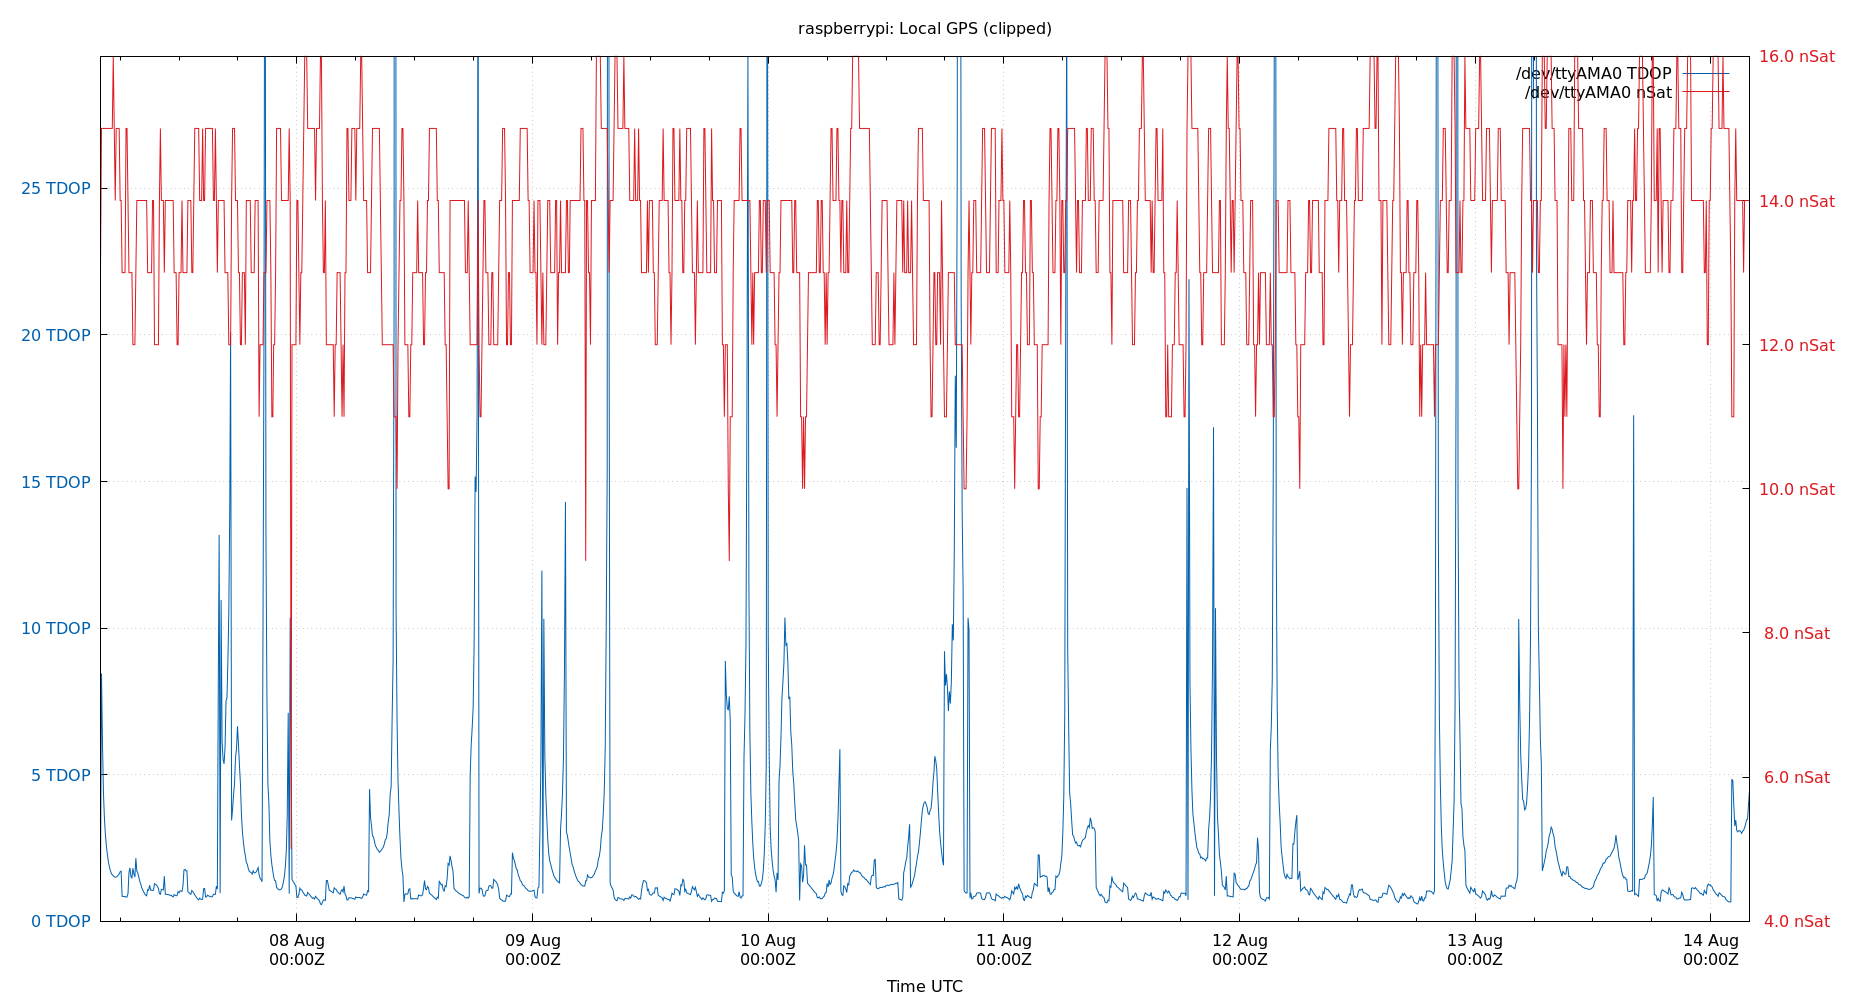 raspberrypi: Local GPS (clipped)
16.0 nSat
/dev/ttyAMA0 TDOP
/dev/ttyAMA0 nSat
25 TDOP
14.0 nSat
20 TDOP
12.0 nSat
15 TDOP
10.0 nSat
10 TDOP
8.0 nSat
5 TDOP
6.0 nSat
0 TDOP
4.0 nSat
08 Aug 09 Aug 10 Aug 11 Aug 12 Aug 13 Aug 14 Aug
00:00Z 00:00Z 00:00Z 00:00Z 00:00Z 00:00Z 00:00Z
Time UTC